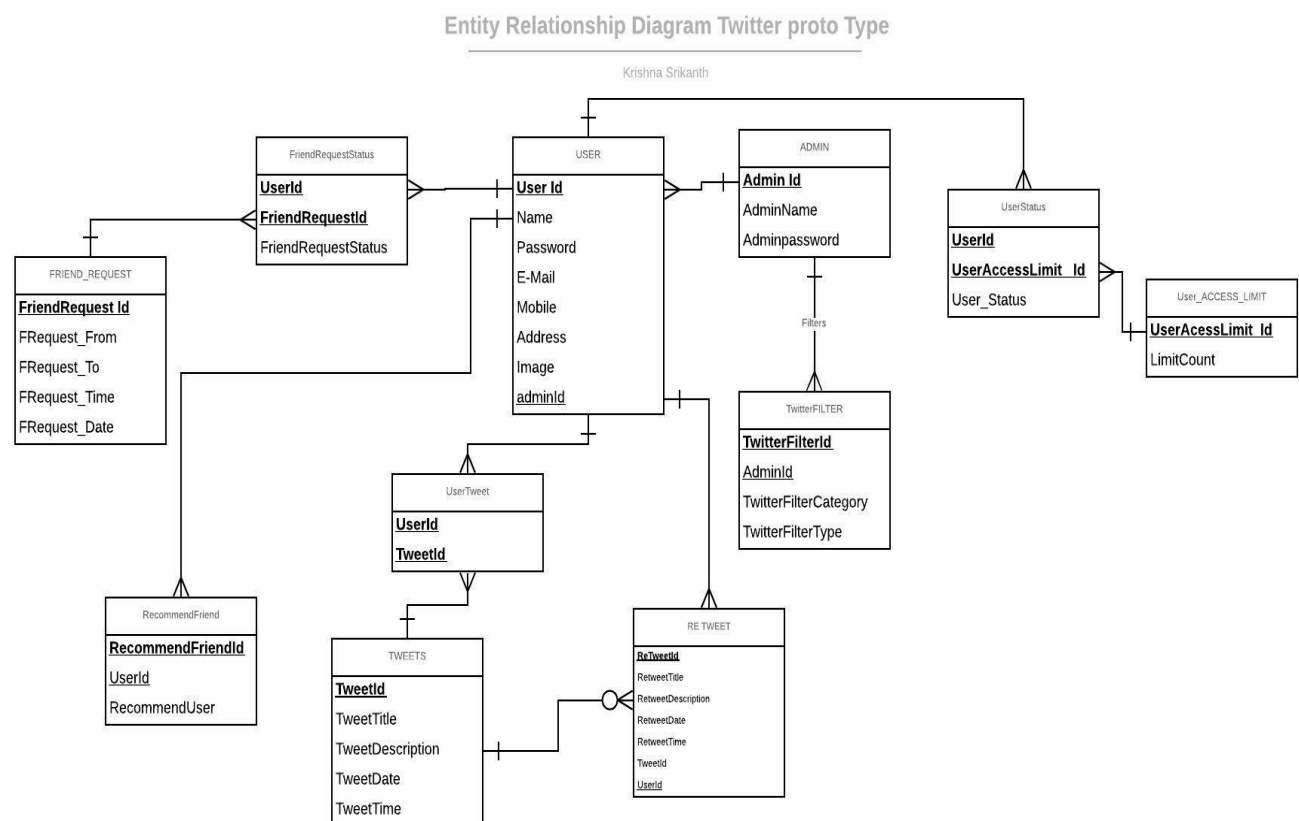 Entity Relationship Diagram Twitter proto Type
Krishna Srikanth
FriendRequestStatus
UserId
FriendRequestId
FriendRequestStatus
USER
User Id
Name
Password
E-Mail
Mobile
Address
Image
adminId
ADMIN
Admin Id
AdminName
Adminpassword
UserStatus
UserId
UserAccessLimit_Id
User_Status
FRIEND_REQUEST
FriendRequest Id
FRequest_From
FRequest_To
FRequest_Time
FRequest_Date
User_ACCESS_LIMIT
UserAcessLimit_Id
LimitCount
Filters
TwitterFILTER
TwitterFilterId
AdminId
TwitterFilterCategory
TwitterFilterType
UserTweet
UserId
TweetId
RecommendFriend
RecommendFriendId
UserId
RecommendUser
TWEETS
TweetId
TweetTitle
TweetDescription
TweetDate
TweetTime
RE TWEET
ReTweetId
RetweetTitle
RetweetDescription
RetweetDate
RetweetTime
TweetId
UserId